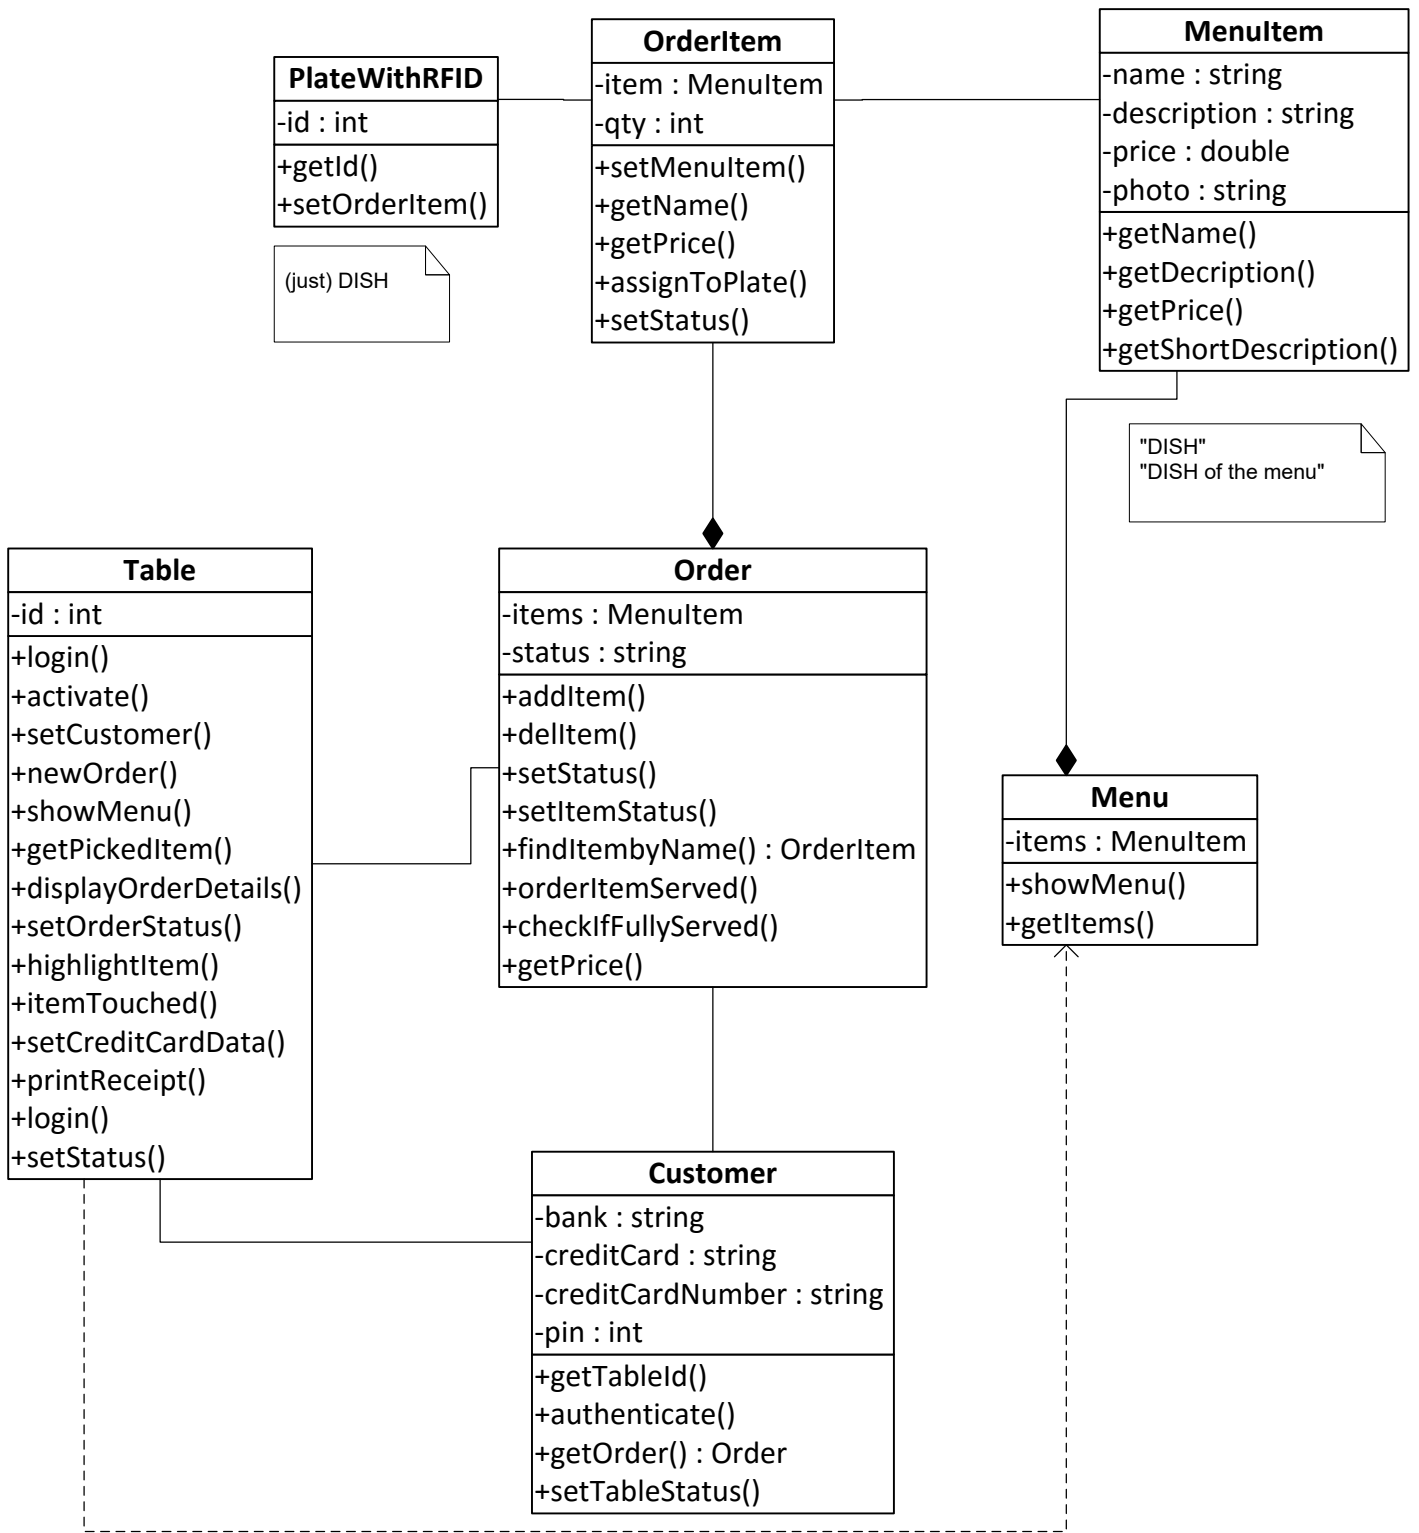 PlateWithRFID
-id : int
+getId()
+setOrderItem()
(just) DISH
OrderItem
-item : MenuItem
-qty : int
+setMenuItem()
+getName()
+getPrice()
+assignToPlate()
+setStatus()
MenuItem
-name : string
-description : string
-price : double
-photo : string
+getName()
+getDecription()
+getPrice()
+getShortDescription()
"DISH"
"DISH of the menu"
Table
-id : int
+login()
+activate()
+setCustomer()
+newOrder()
+showMenu()
+getPickedItem()
+displayOrderDetails()
+setOrderStatus()
+highlightItem()
+itemTouched()
+setCreditCardData()
+printReceipt()
+login()
+setStatus()
Order
-items : MenuItem
-status : string
+addItem()
+delItem()
+setStatus()
+setItemStatus()
+findItembyName() : OrderItem
+orderItemServed()
+checkIfFullyServed()
+getPrice()
Menu
-items : MenuItem
+showMenu()
+getItems()
Customer
-bank : string
-creditCard : string
-creditCardNumber : string
-pin : int
+getTableId()
+authenticate()
+getOrder() : Order
+setTableStatus()